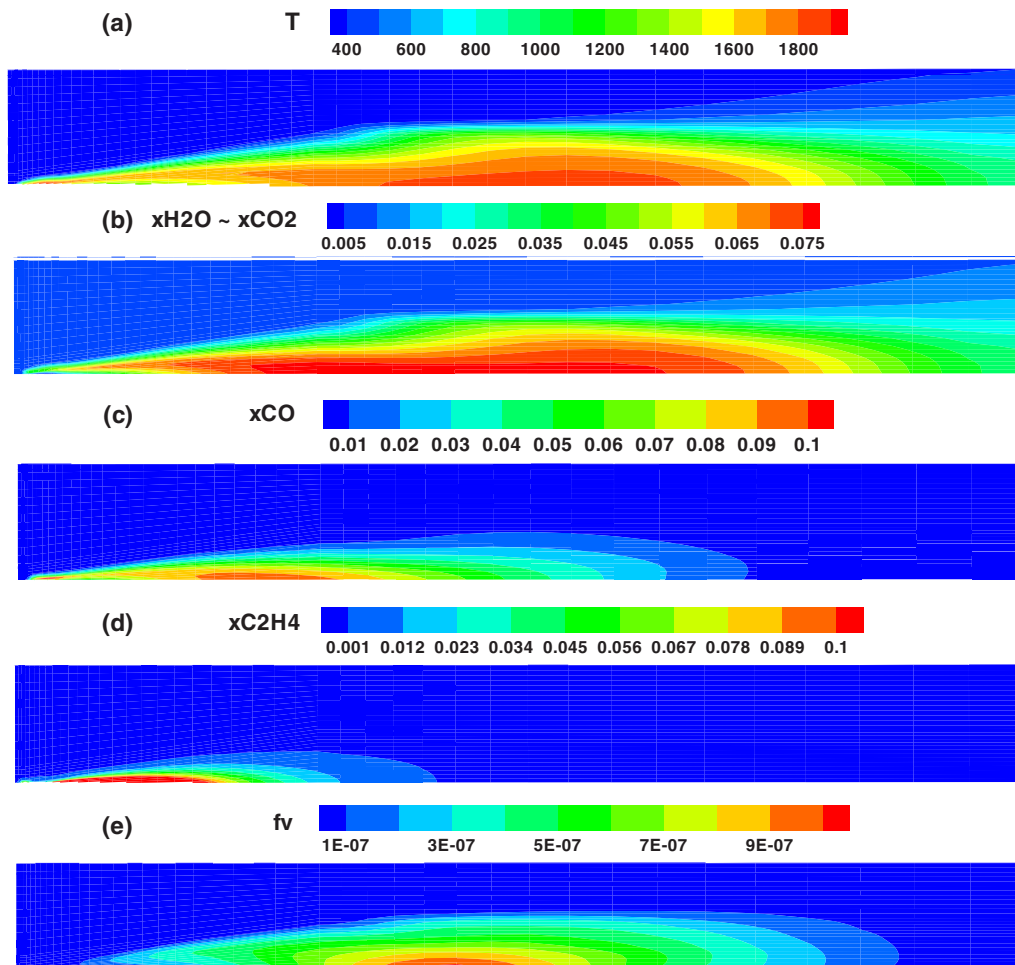 (a) T
400 600 800 1000 1200 1400 1600 1800
(b) xH2O ~ xCO2
0.005 0.015 0.025 0.035 0.045 0.055 0.065 0.075
(c) xCO
0.01 0.02 0.03 0.04 0.05 0.06 0.07 0.08 0.09 0.1
(d) xC2H4
0.001 0.012 0.023 0.034 0.045 0.056 0.067 0.078 0.089 0.1
(e) fv
1E-07 3E-07 5E-07 7E-07 9E-07